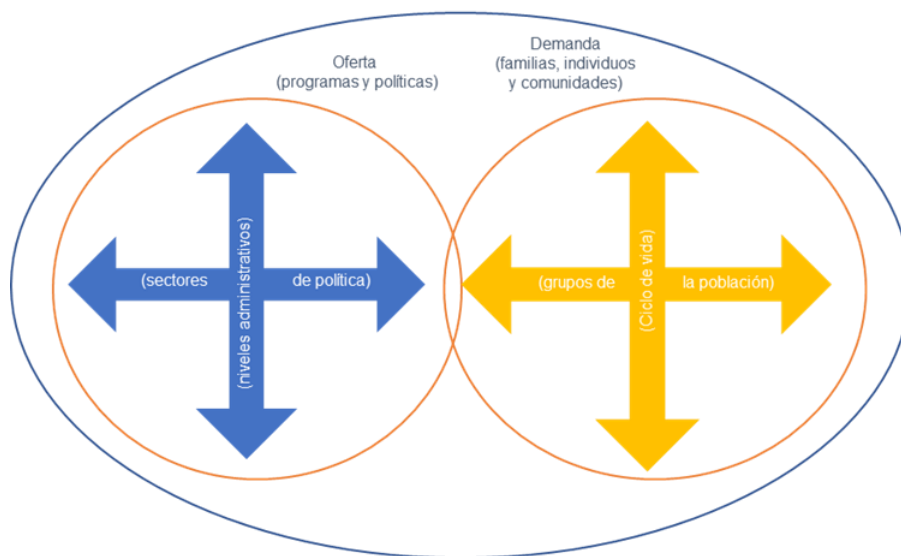 Oferta
(programas y políticas)
Demanda
(familias, individuos
y comunidades)
(sectores de política)
(niveles administrativos)
(grupos de la población)
(Ciclo de vida)